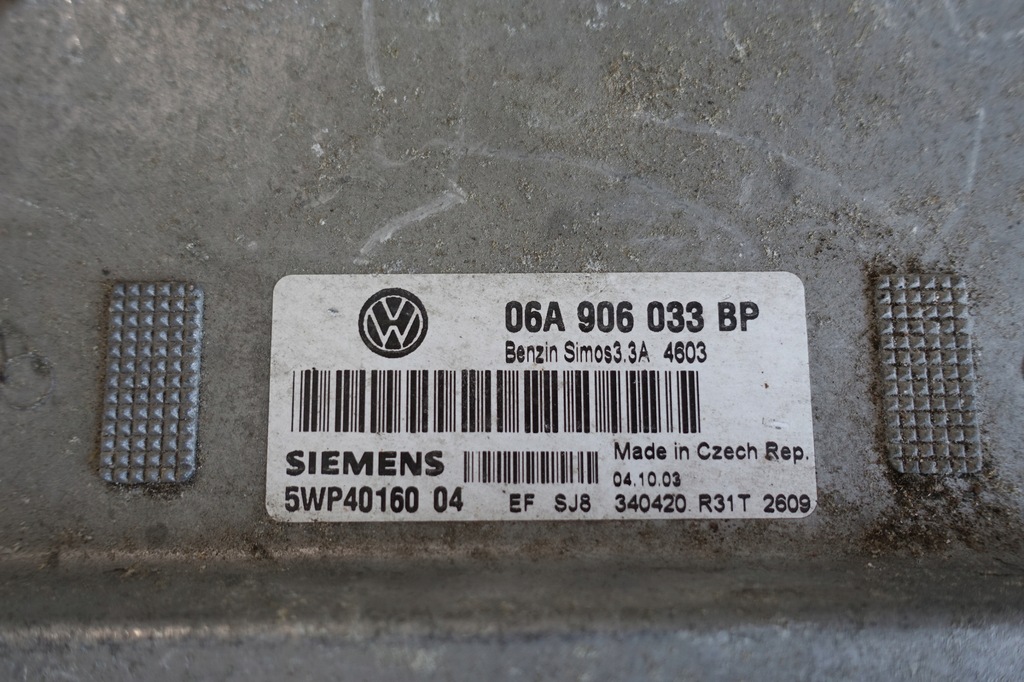 VW
06A 906 033 BP
Benzin Simos3.3A 4603
SIEMENS
Made in Czech Rep.
04.10.03
5WP40160 04
EF SJ8 340420 R31T 2609